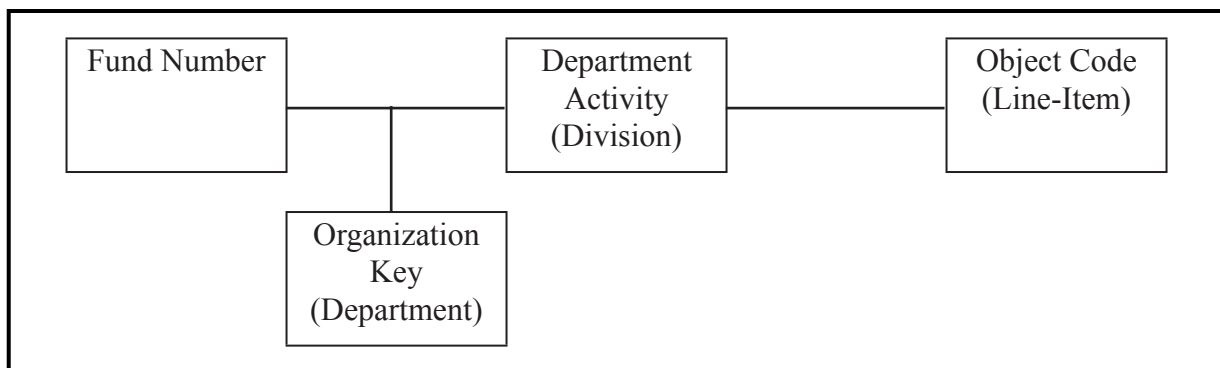 Fund Number
Department
Activity
(Division)
Object Code
(Line-Item)
Organization
Key
(Department)